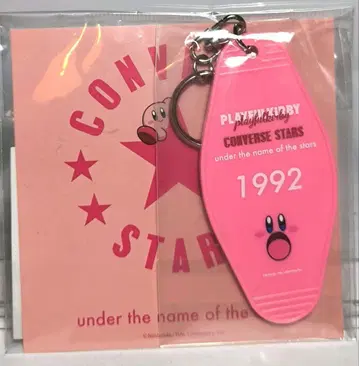 CONV
STAR
under the name of the
PLAYFUL KIRBY
playfulkirby
CONVERSE STARS
under the name of the stars
1992